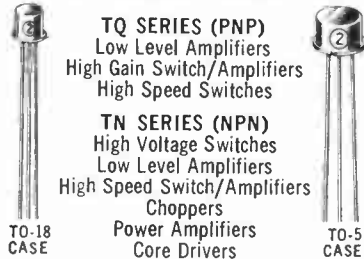 ②
②
TQ SERIES (PNP)
Low Level Amplifiers
High Gain Switch/Amplifiers
High Speed Switches
TN SERIES (NPN)
High Voltage Switches
Low Level Amplifiers
High Speed Switch/Amplifiers
Choppers
Power Amplifiers
Core Drivers
TO-18
CASE
TO-5
CASE